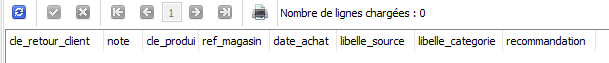 1 Nombre de lignes chargées : 0
cle_retour_client note cle_produi ref_magasin date_achat libelle_source libelle_categorie recommandation